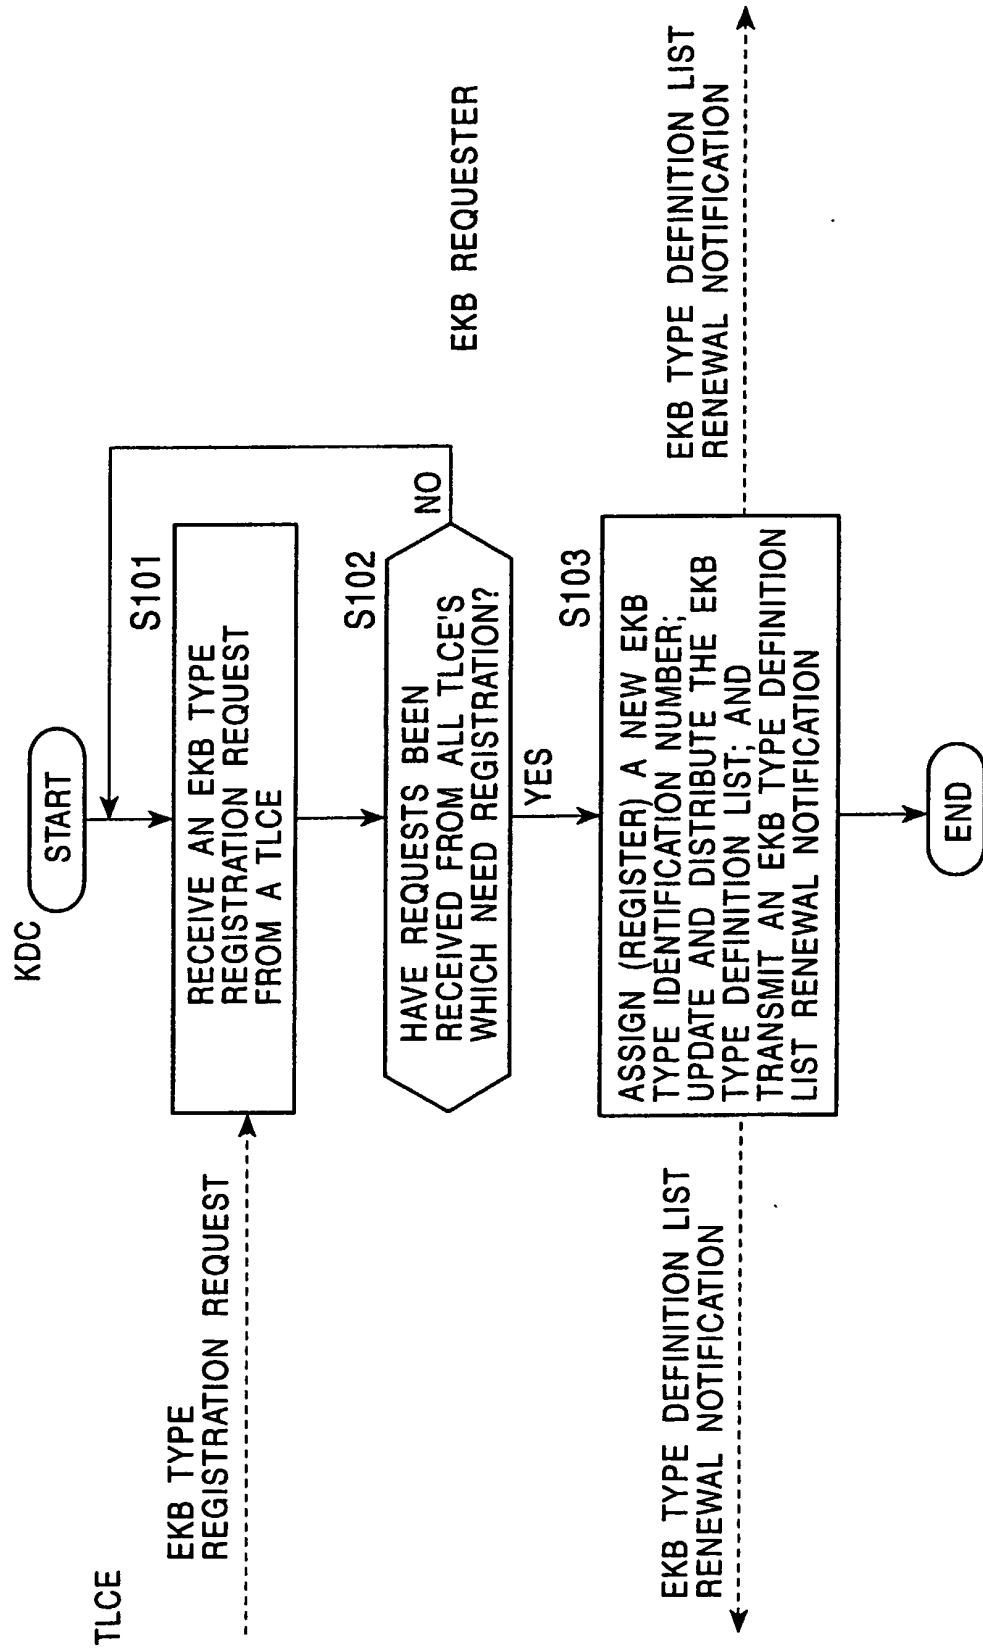 TLCE
KDC
EKB REQUESTER
START
EKB TYPE
REGISTRATION REQUEST
S101
RECEIVE AN EKB TYPE
REGISTRATION REQUEST
FROM A TLCE
S102
HAVE REQUESTS BEEN
RECEIVED FROM ALL TLCE'S
WHICH NEED REGISTRATION?
NO
YES
S103
ASSIGN (REGISTER) A NEW EKB
TYPE IDENTIFICATION NUMBER;
UPDATE AND DISTRIBUTE THE EKB
TYPE DEFINITION LIST; AND
TRANSMIT AN EKB TYPE DEFINITION
LIST RENEWAL NOTIFICATION
EKB TYPE DEFINITION LIST
RENEWAL NOTIFICATION
EKB TYPE DEFINITION LIST
RENEWAL NOTIFICATION
END